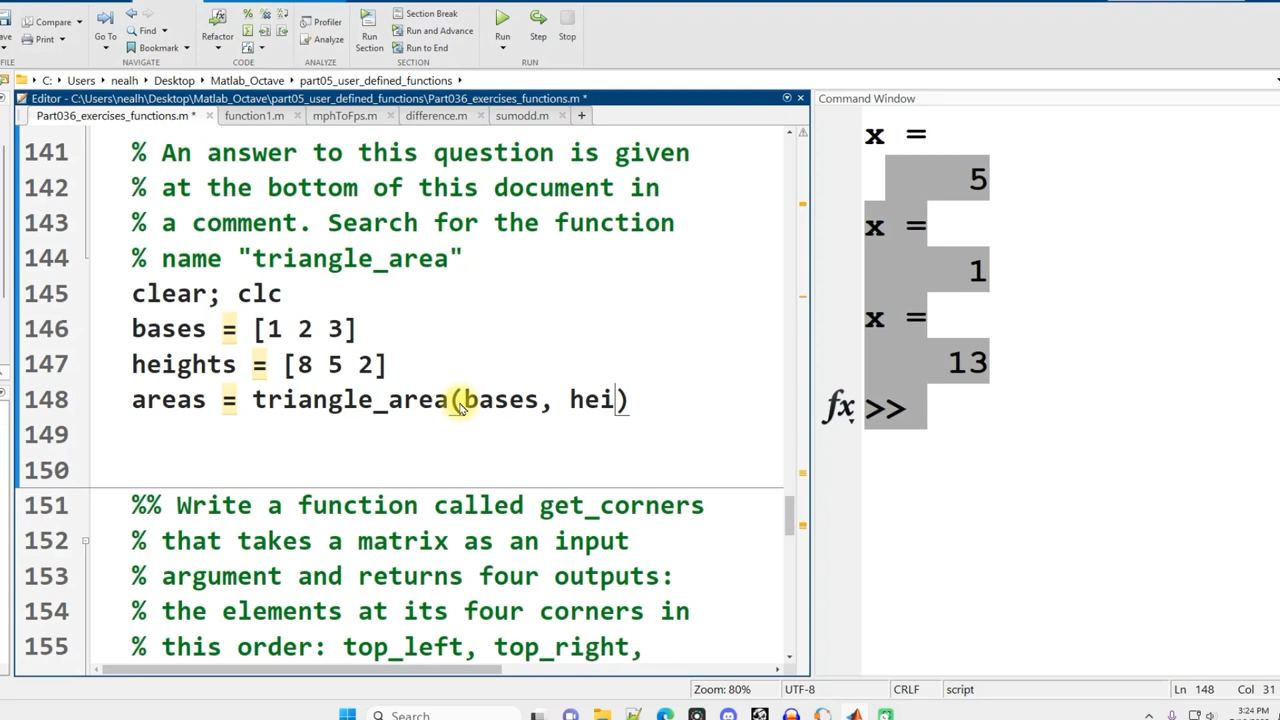 Compare
Print
FILE
Go To
Find
Bookmark
NAVIGATE
Refactor
CODE
Profiler
Analyze
ANALYZE
Run
Section
Section Break
Run and Advance
Run to End
SECTION
Run
Step
Stop
RUN
C: Users nealh Desktop Matlab_Octave part05_user_defined_functions
Editor - C:\Users\nealh\Desktop\Matlab_Octave\part05_user_defined_functions\Part036_exercises_functions.m *
Part036_exercises_functions.m * function1.m mphToFps.m difference.m sumodd.m +
141 % An answer to this question is given
142 % at the bottom of this document in
143 % a comment. Search for the function
144 % name "triangle_area"
145 clear; clc
146 bases = [1 2 3]
147 heights = [8 5 2]
148 areas = triangle_area(bases, hei)
149
150
151 %% Write a function called get_corners
152 % that takes a matrix as an input
153 % argument and returns four outputs:
154 % the elements at its four corners in
155 % this order: top_left, top_right,
Command Window
x =
5
x =
1
x =
13
fx >>
Zoom: 80% UTF-8 CRLF script Ln 148 Col 31
Search
3:24 PM